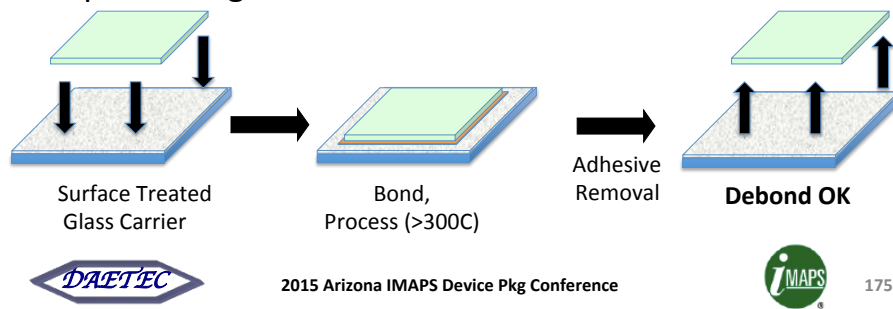 Surface Treated
Glass Carrier
Bond,
Process (>300C)
Adhesive
Removal
Debond OK
DAETEC
2015 Arizona IMAPS Device Pkg Conference
iMAPS
®
175